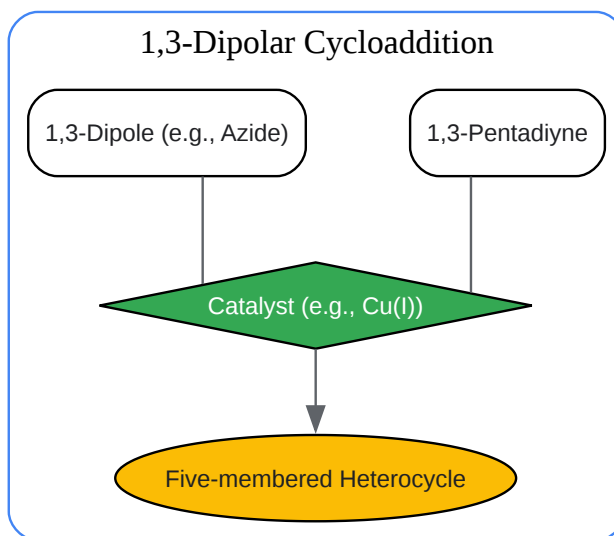 1,3-Dipolar Cycloaddition
1,3-Dipole (e.g., Azide)
1,3-Pentadiyne
Catalyst (e.g., Cu(I))
Five-membered Heterocycle